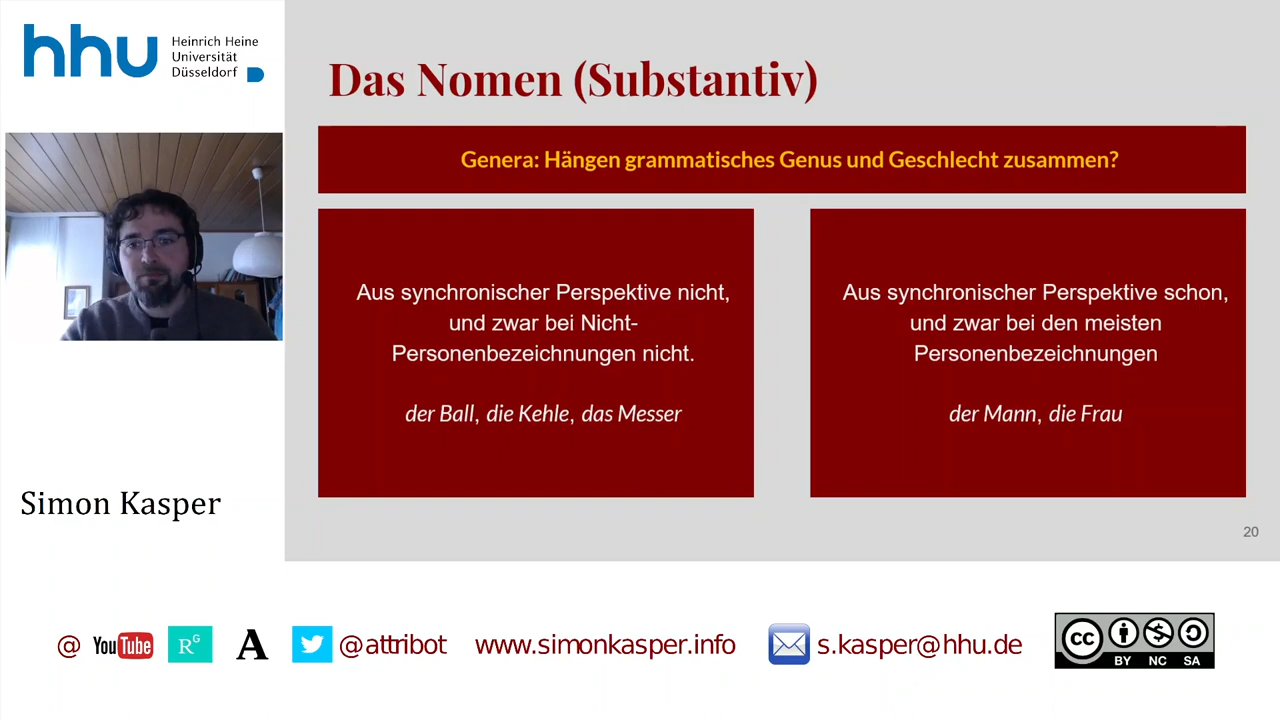 hhu
Heinrich Heine
Universität
Düsseldorf
Das Nomen (Substantiv)
Genera: Hängen grammatisches Genus und Geschlecht zusammen?
Aus synchronischer Perspektive nicht,
und zwar bei Nicht-
Personenbezeichnungen nicht.
der Ball, die Kehle, das Messer
Aus synchronischer Perspektive schon,
und zwar bei den meisten
Personenbezeichnungen
der Mann, die Frau
Simon Kasper
20
@ YouTube RG A @attribot www.simonkasper.info s.kasper@hhu.de
cc BY NC SA